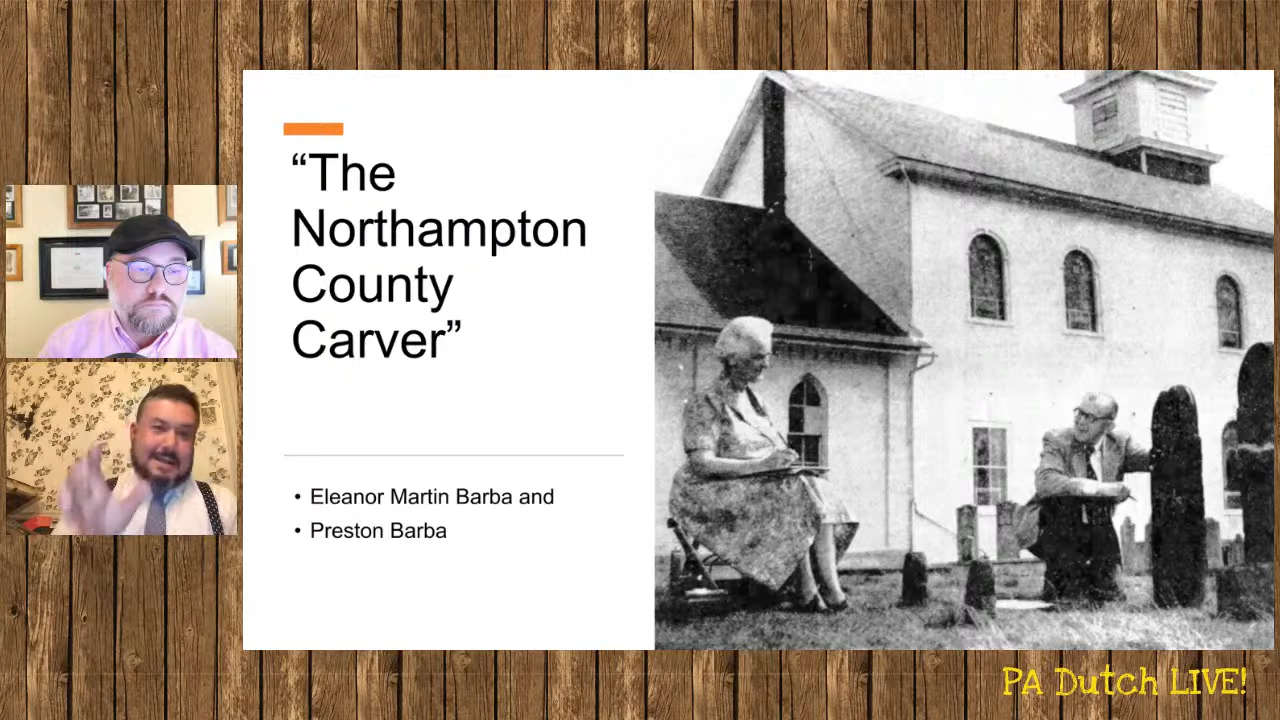 “The
Northampton
County
Carver”
• Eleanor Martin Barba and
• Preston Barba
PA Dutch LIVE!